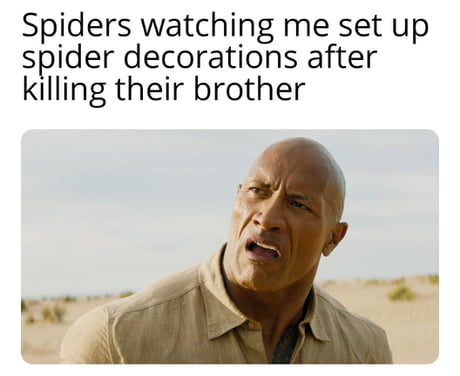 Spiders watching me set up
spider decorations after
killing their brother